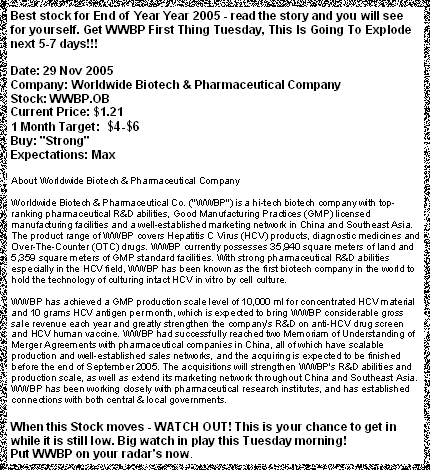 Best stock for End of Year Year 2005 - read the story and you will see
for yourself. Get WWBP First Thing Tuesday, This Is Going To Explode
next 5-7 days!!!
Date: 29 Nov 2005
Company: Worldwide Biotech & Pharmaceutical Company
Stock: WWBP.OB
Current Price: $1.21
1 Month Target: $4-$6
Buy: "Strong"
Expectations: Max
About Worldwide Biotech & Pharmaceutical Company
Worldwide Biotech & Pharmaceutical Co. ("WWBP") is a hi-tech biotech company with top-
ranking pharmaceutical R&D abilities, Good Manufacturing Practices (GMP) licensed
manufacturing facilities and a well-established marketing network in China and Southeast Asia.
The product range of WWBP covers Hepatitis C Virus (HCV) products, diagnostic medicines and
Over-The-Counter (OTC) drugs. WWBP currently possesses 35,940 square meters of land and
5,359 square meters of GMP standard facilities. With strong pharmaceutical R&D abilities
especially in the HCV field, WWBP has been known as the first biotech company in the world to
hold the technology of culturing intact HCV in vitro by cell culture.
WWBP has achieved a GMP production scale level of 10,000 ml for concentrated HCV material
and 10 grams HCV antigen per month, which is expected to bring WWBP considerable gross
sale revenue each year and greatly strengthen the company's R&D on anti-HCV drug screen
and HCV human vaccine. WWBP had successfully reached two Memoriam of Understanding of
Merger Agreements with pharmaceutical companies in China, all of which have scalable
production and well-established sales networks, and the acquiring is expected to be finished
before the end of September 2005. The acquisitions will strengthen WWBP's R&D abilities and
production scale, as well as extend its marketing network throughout China and Southeast Asia.
WWBP has been working closely with pharmaceutical research institutes, and has established
connections with both central & local governments.
When this Stock moves - WATCH OUT! This is your chance to get in
while it is still low. Big watch in play this Tuesday morning!
Put WWBP on your radar's now.